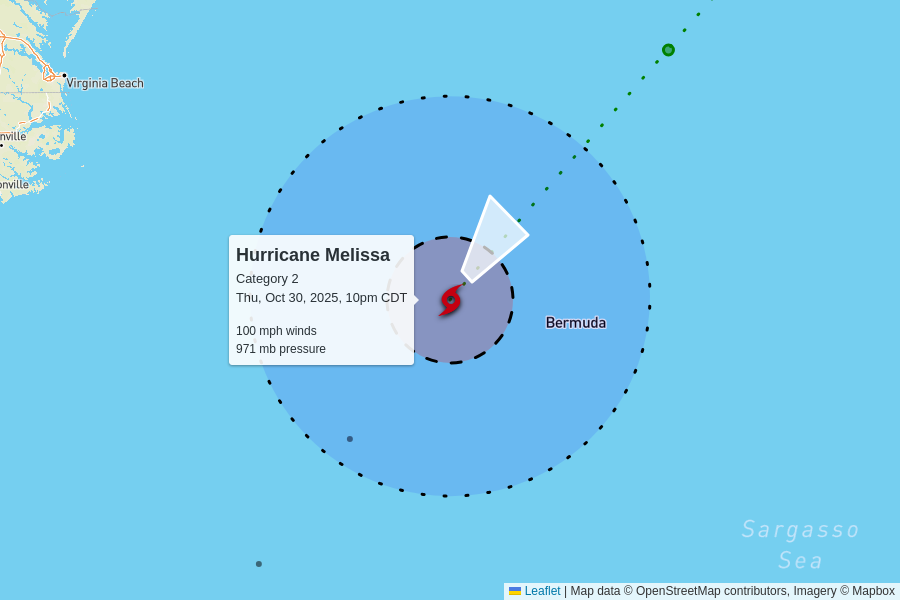 Virginia Beach
nville
onville
Hurricane Melissa
Category 2
Thu, Oct 30, 2025, 10pm CDT
100 mph winds
971 mb pressure
Bermuda
Sargasso
Sea
Leaflet | Map data © OpenStreetMap contributors, Imagery © Mapbox